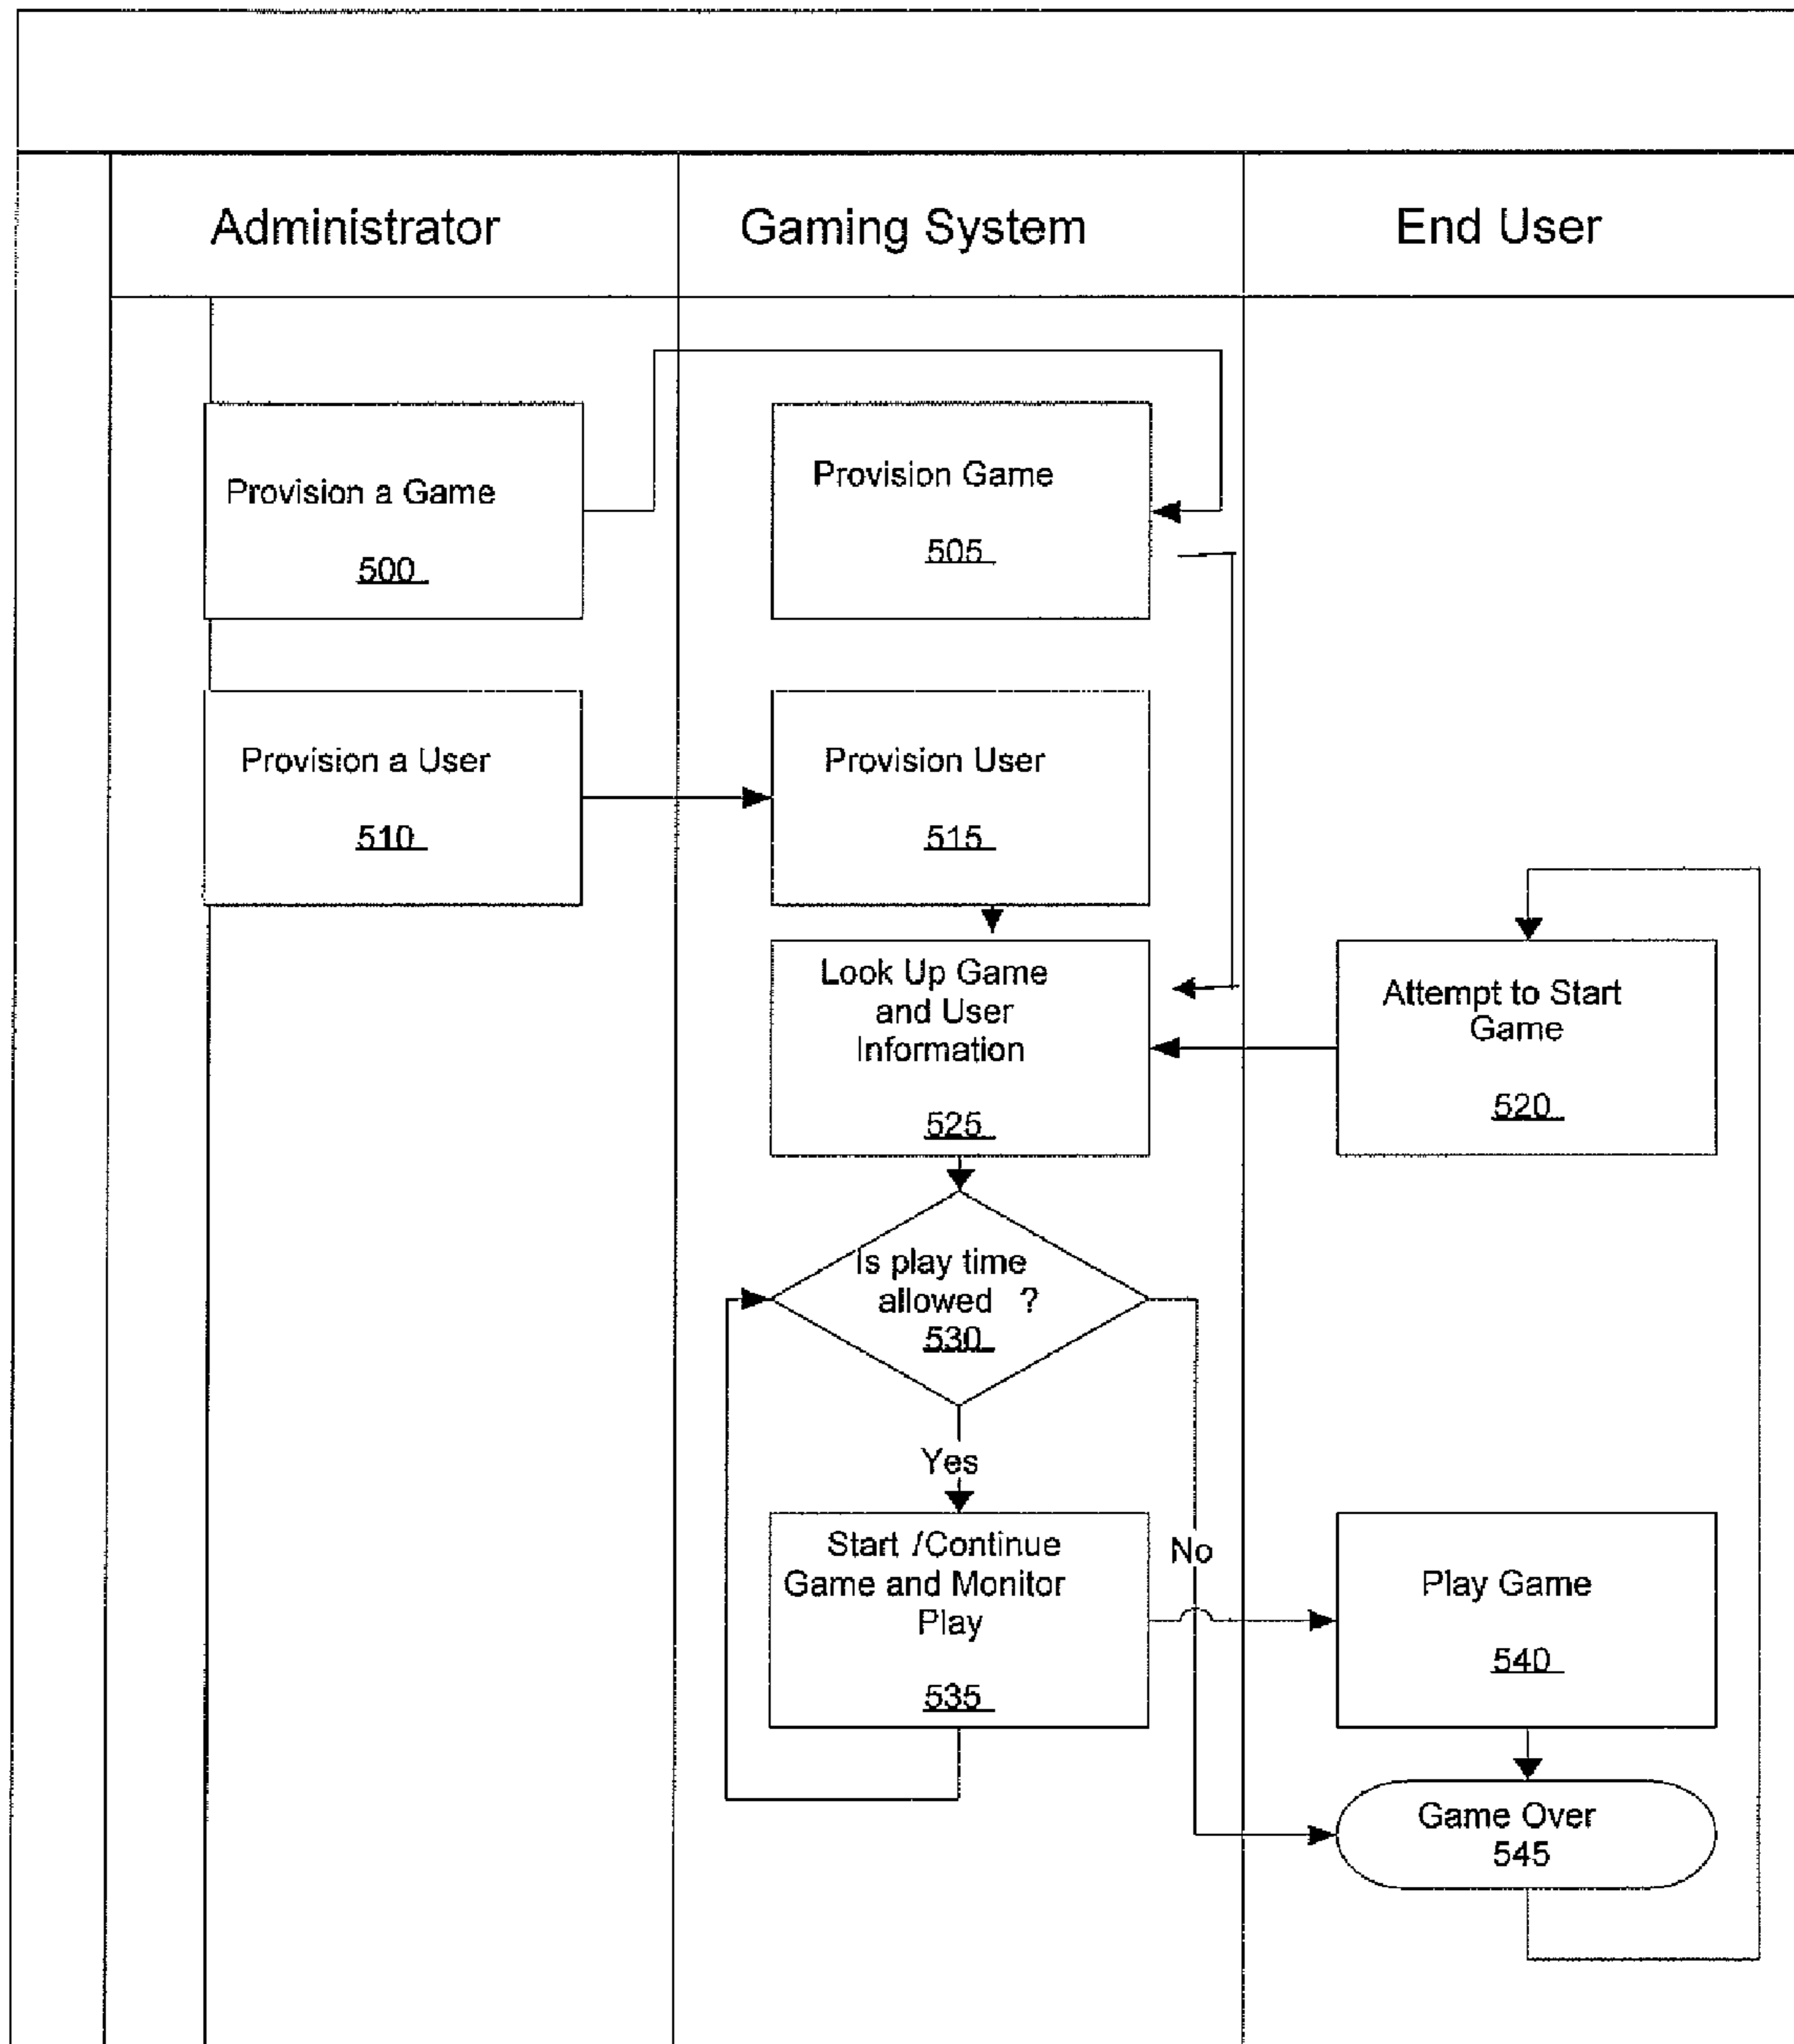 Administrator
Gaming System
End User
Provision a Game
500
Provision Game
505
Provision a User
510
Provision User
515
Look Up Game
and User
Information
525
Attempt to Start
Game
520
Is play time
allowed ?
530
Yes
No
Start /Continue
Game and Monitor
Play
535
Play Game
540
Game Over
545